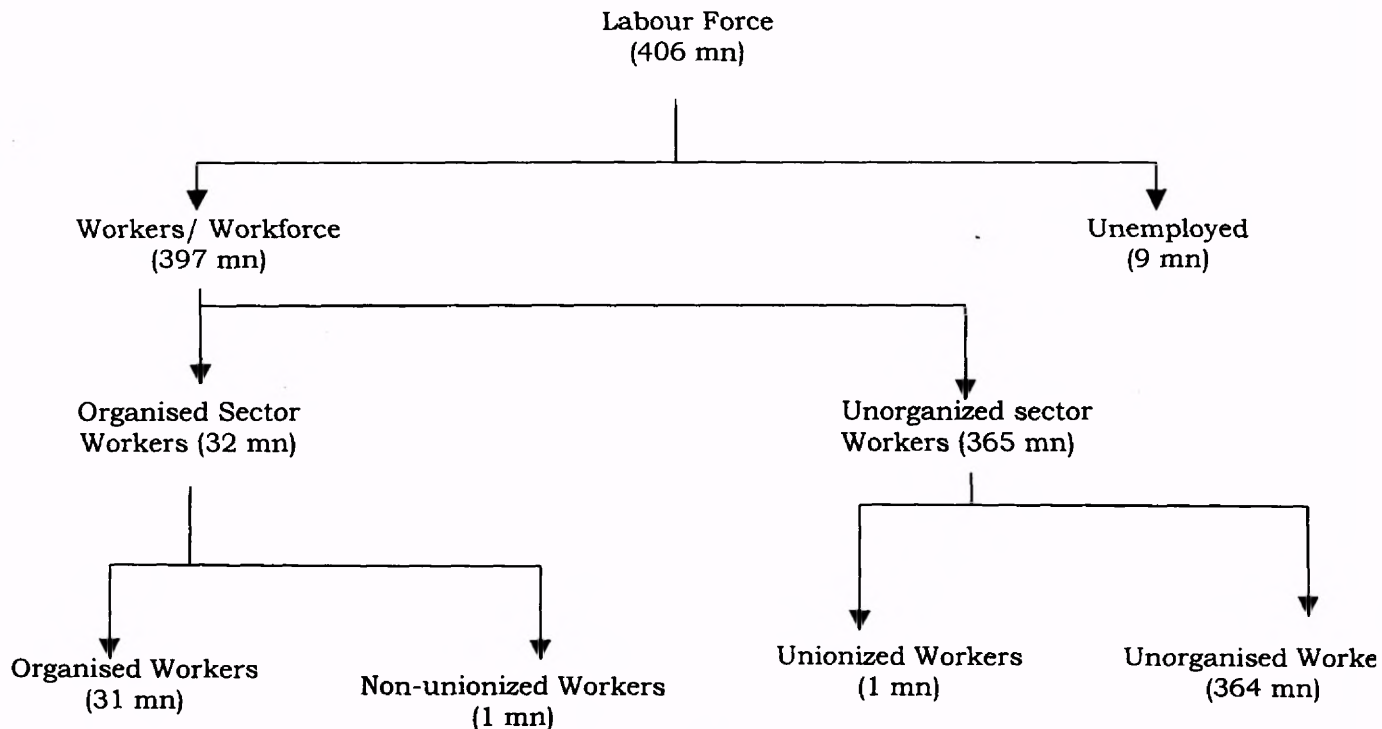 Labour Force
(406 mn)
Workers/ Workforce
(397 mn)
Unemployed
(9 mn)
Organised Sector
Workers (32 mn)
Unorganized sector
Workers (365 mn)
Organised Workers
(31 mn)
Non-unionized Workers
(1 mn)
Unionized Workers
(1 mn)
Unorganised Worke
(364 mn)